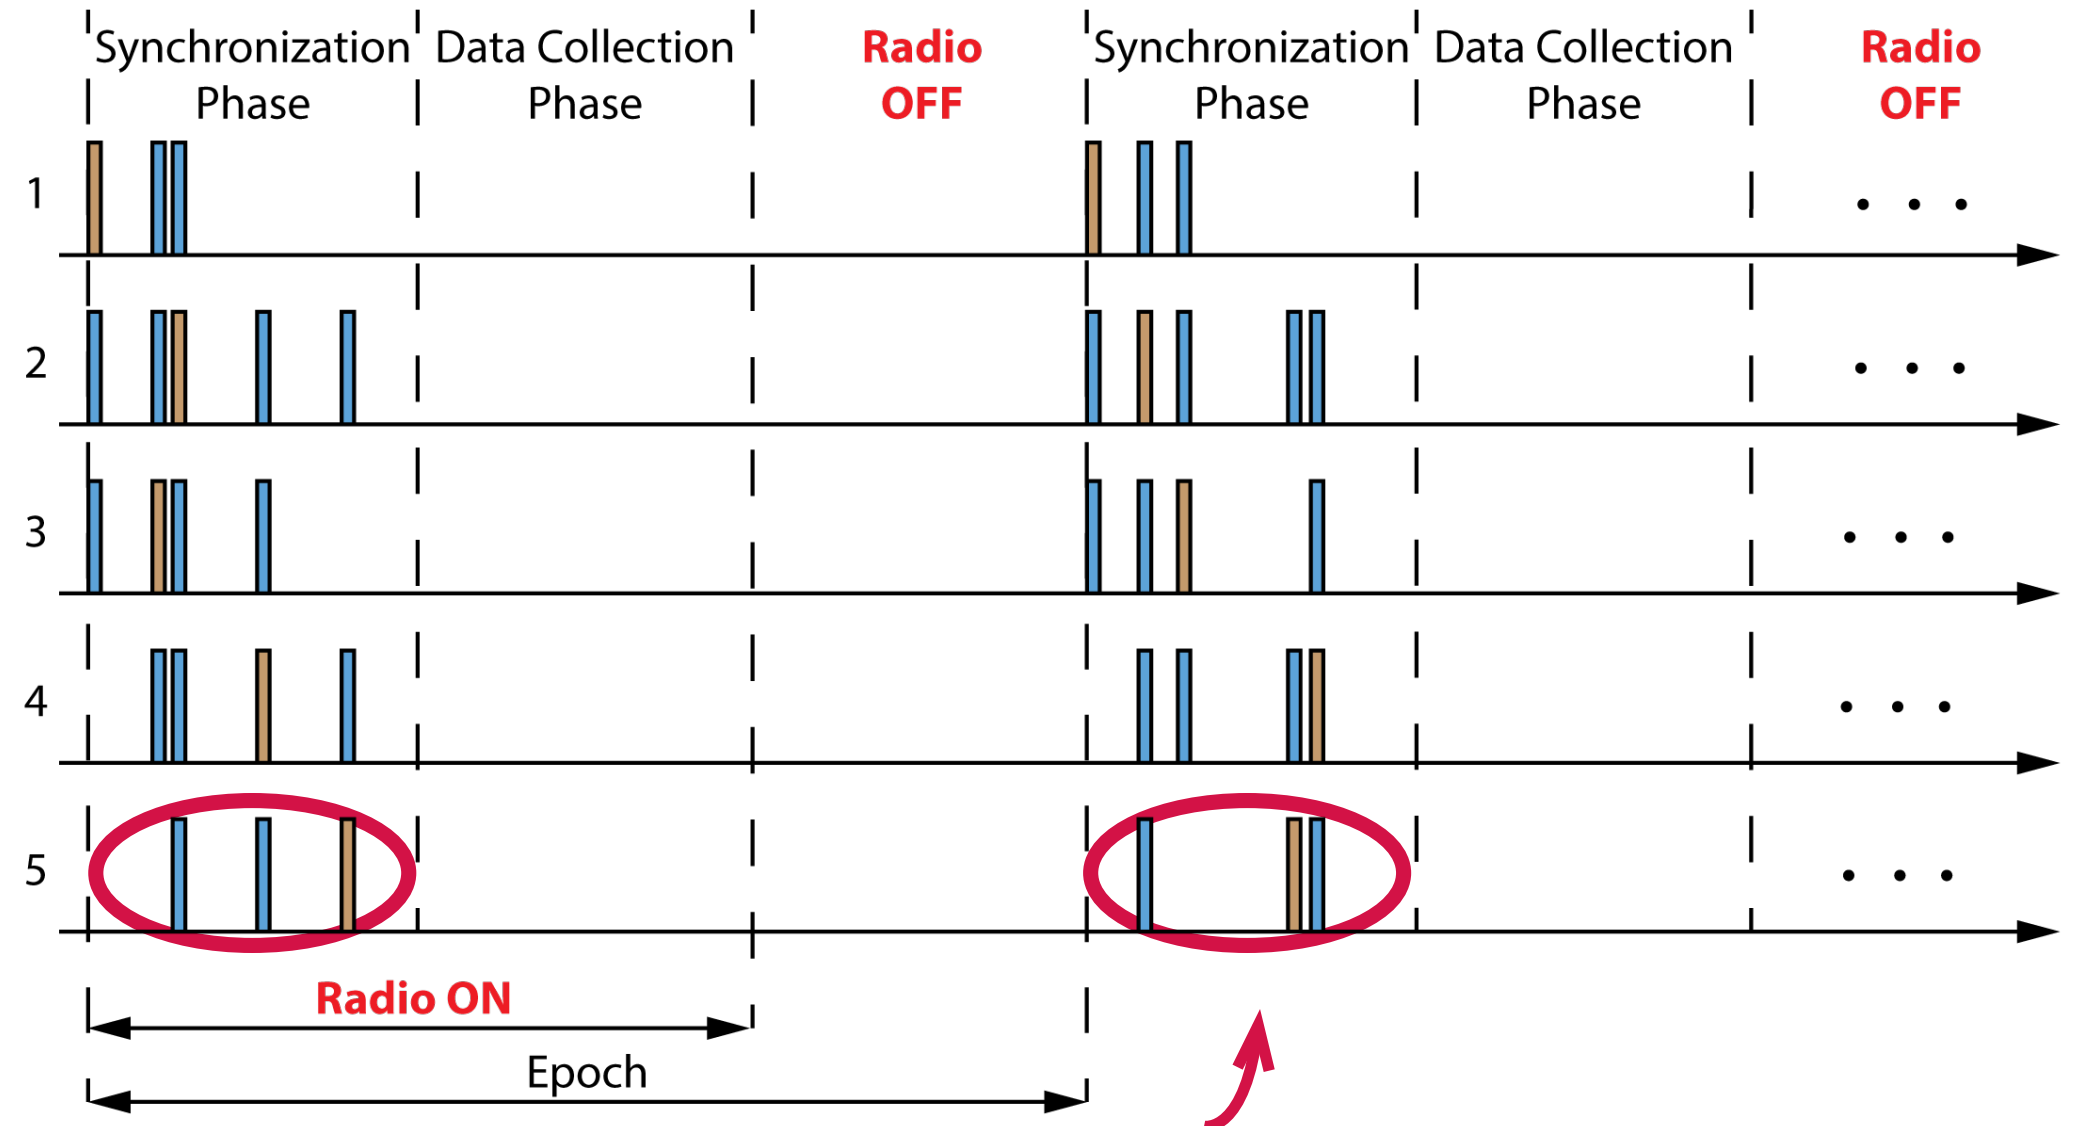 Synchronization Data Collection Radio Synchronization Data Collection Radio
Phase Phase OFF Phase Phase OFF
1
2
3
4
5
Radio ON
Epoch